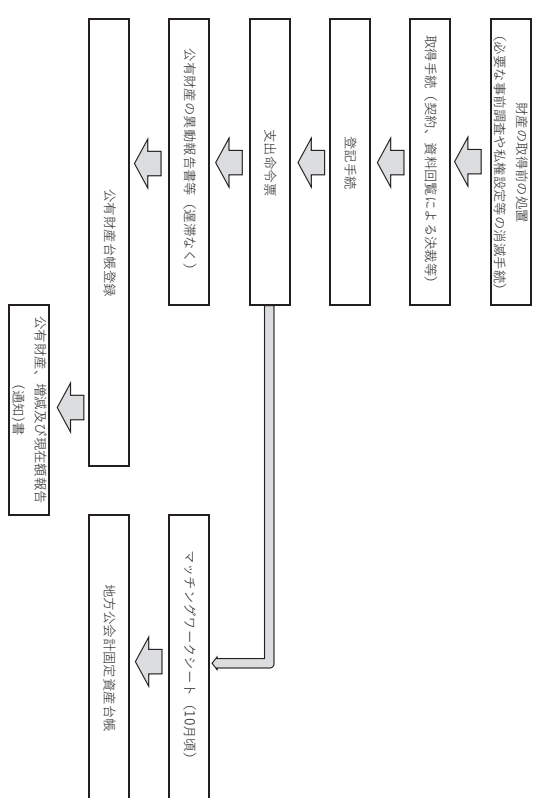 財産の取得前の処置
(必要な事前調査や私権設定等の消滅手続)
取得手続（契約、資料回覧による決裁等）
登記手続
支出命令票
公有財産の異動報告書等（遅滞なく）
公有財産台帳登録
公有財産、増減及び現在額報告
(通知)書
マッチングワークシート（10月頃）
地方公会計固定資産台帳